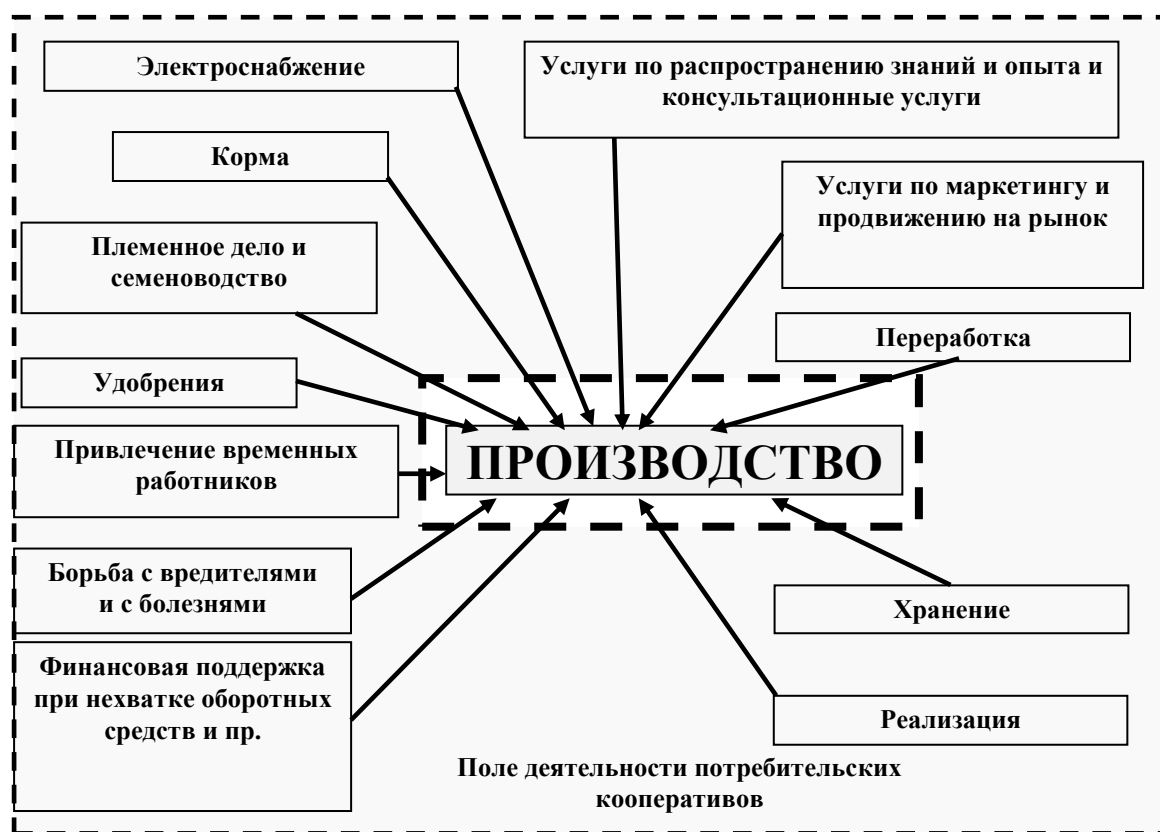 Электроснабжение
Услуги по распространению знаний и опыта и
консультационные услуги
Корма
Услуги по маркетингу и
продвижению на рынок
Племенное дело и
семеноводство
Переработка
Удобрения
Привлечение временных
работников
ПРОИЗВОДСТВО
Борьба с вредителями
и с болезнями
Хранение
Финансовая поддержка
при нехватке оборотных
средств и пр.
Реализация
Поле деятельности потребительских
кооперативов